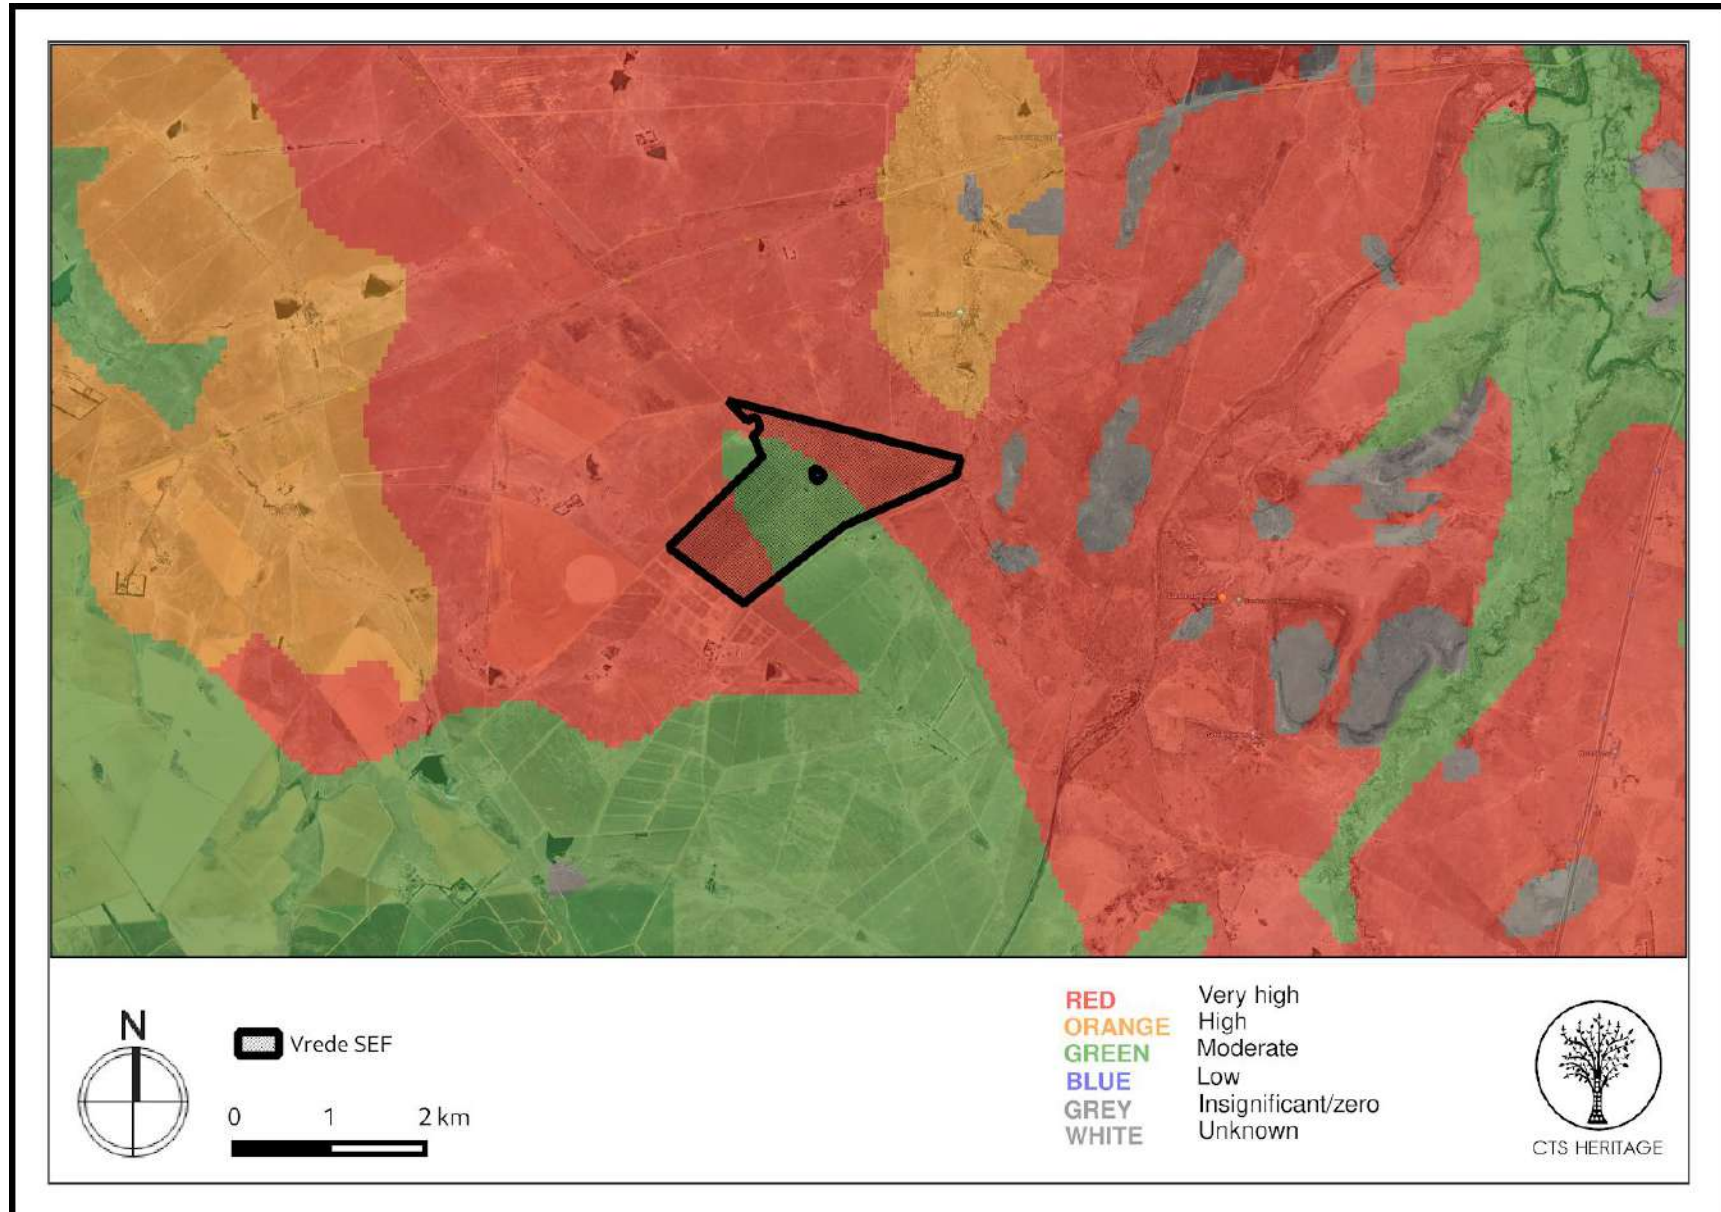 N
Vrede SEF
0 1 2 km
RED Very high
ORANGE High
GREEN Moderate
BLUE Low
GREY Insignificant/zero
WHITE Unknown
CTS HERITAGE